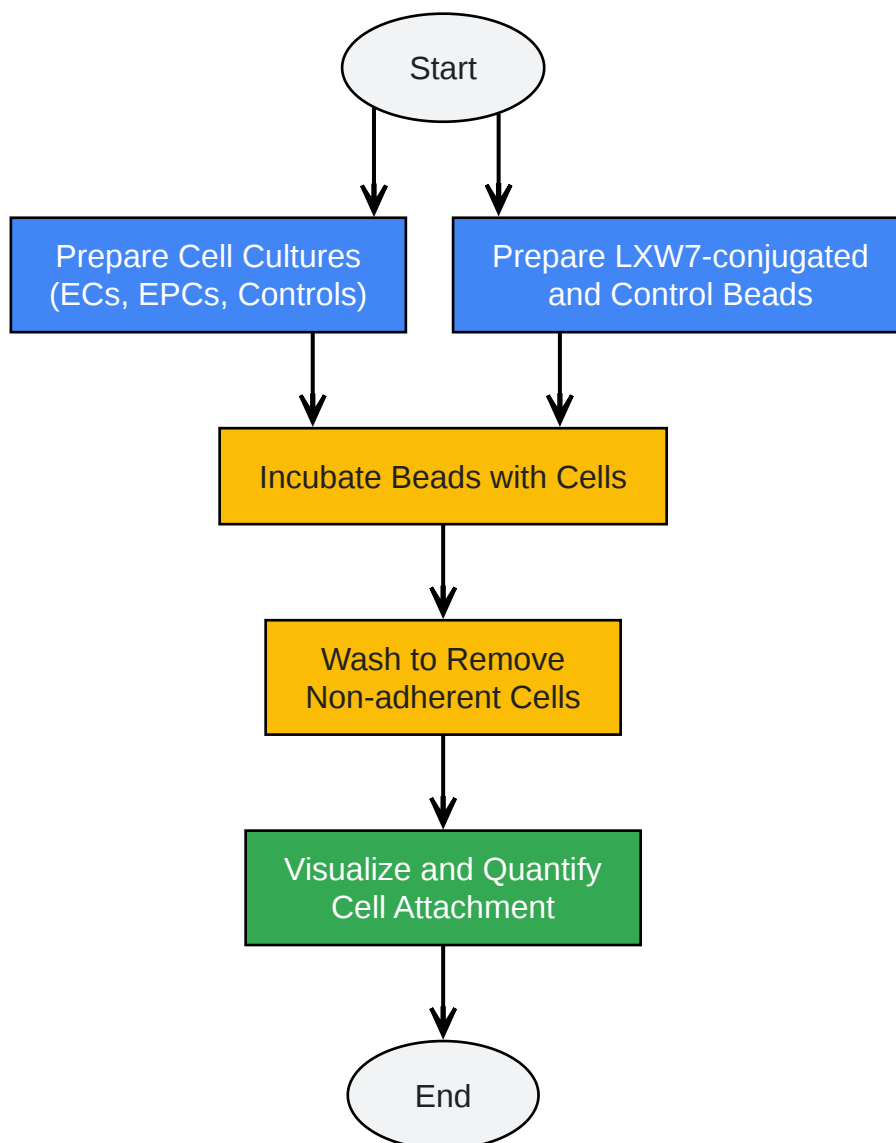 Start
Prepare Cell Cultures
(ECs, EPCs, Controls)
Prepare LXW7-conjugated
and Control Beads
Incubate Beads with Cells
Wash to Remove
Non-adherent Cells
Visualize and Quantify
Cell Attachment
End